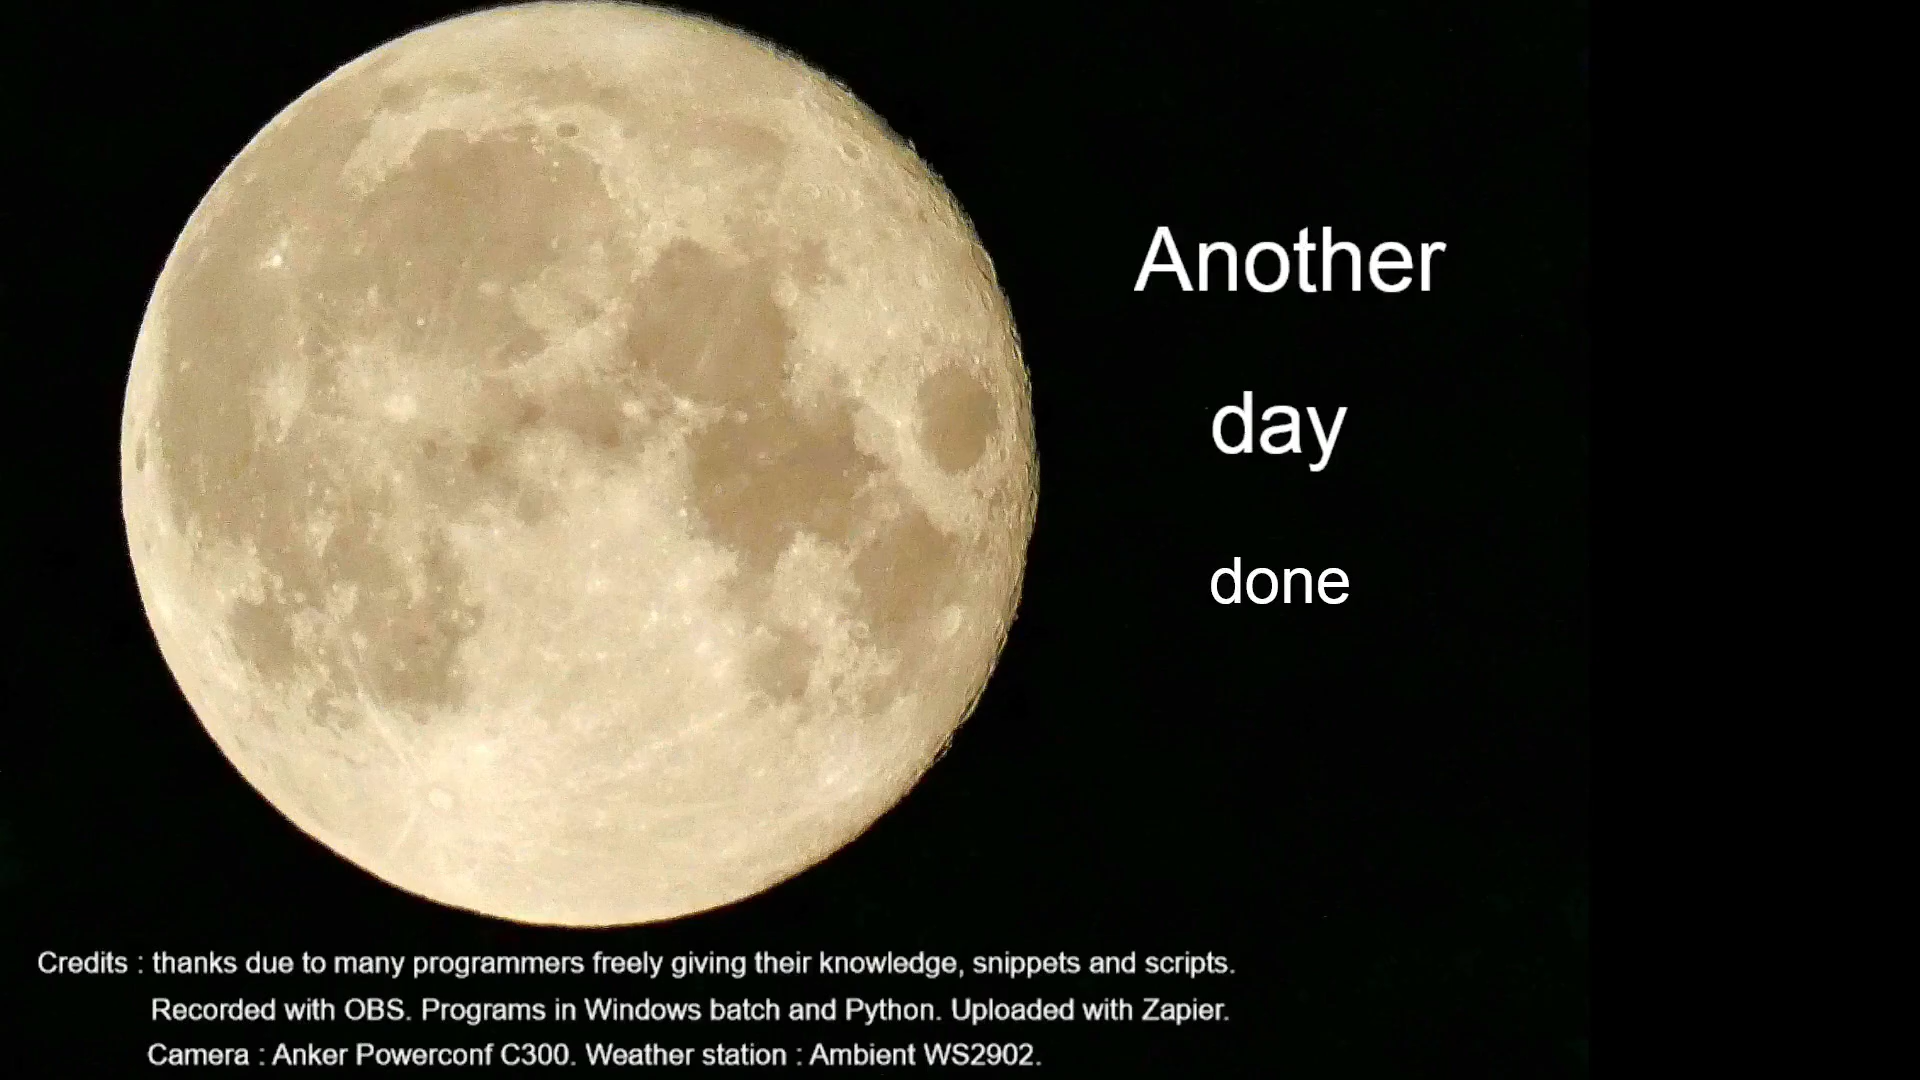 Another
day
done
Credits : thanks due to many programmers freely giving their knowledge, snippets and scripts.
Recorded with OBS. Programs in Windows batch and Python. Uploaded with Zapier.
Camera : Anker Powerconf C300. Weather station : Ambient WS2902.